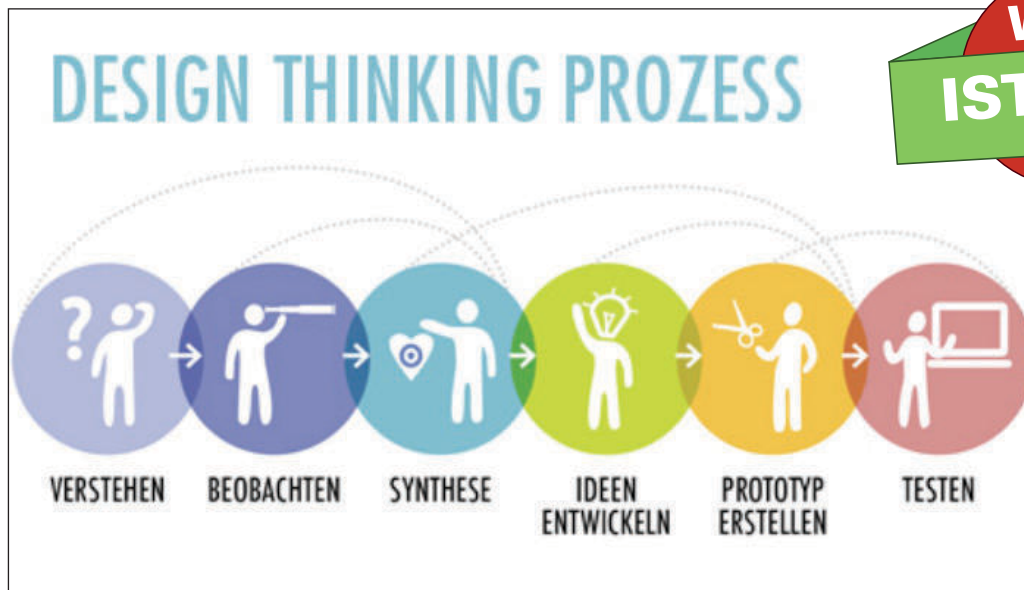 DESIGN THINKING PROZESS
IST
?
VERSTEHEN
BEOBACHTEN
SYNTHESE
IDEEN
ENTWICKELN
PROTOTYP
ERSTELLEN
TESTEN